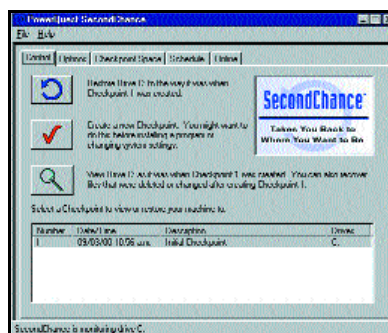 PowerQuest SecondChance
File Help
Control Options Checkpoint Space Schedule Online
Restore Drive C: to the way it was when
Checkpoint 1 was created.
Create a new Checkpoint. You might want to
do this before installing a program or
changing system settings.
SecondChance
Takes You Back to
Where You Want to Be
View Drive C: as it was when Checkpoint 1 was created. You can also recover
files that were deleted or changed after creating Checkpoint 1.
Select a Checkpoint to view or restore your machine to.
Number Date/Time Description Drives
1 09/03/00 10:56 a.m. Initial Checkpoint C:
SecondChance is monitoring drive C.